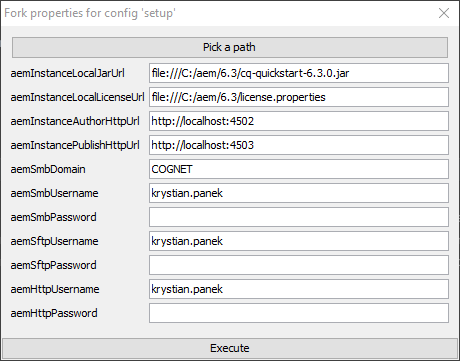 Fork properties for config 'setup'
Pick a path
aemInstanceLocalJarUrl file:///C:/aem/6.3/cq-quickstart-6.3.0.jar
aemInstanceLocalLicenseUrl file:///C:/aem/6.3/license.properties
aemInstanceAuthorHttpUrl http://localhost:4502
aemInstancePublishHttpUrl http://localhost:4503
aemSmbDomain COGNET
aemSmbUsername krystian.panek
aemSmbPassword
aemSftpUsername krystian.panek
aemSftpPassword
aemHttpUsername krystian.panek
aemHttpPassword
Execute